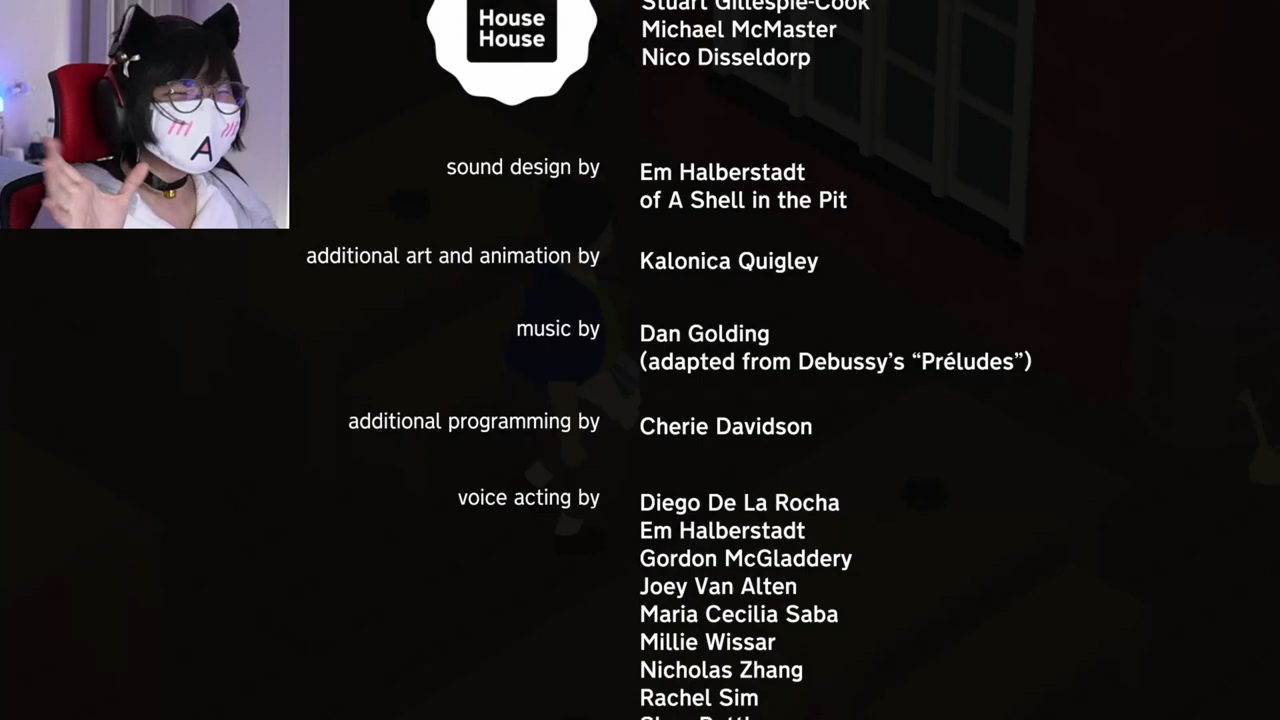 House
House
Stuart Gillespie-Cook
Michael McMaster
Nico Disseldorp
sound design by
Em Halberstadt
of A Shell in the Pit
additional art and animation by
Kalonica Quigley
music by
Dan Golding
(adapted from Debussy’s “Préludes”)
additional programming by
Cherie Davidson
voice acting by
Diego De La Rocha
Em Halberstadt
Gordon McGladdery
Joey Van Alten
Maria Cecilia Saba
Millie Wissar
Nicholas Zhang
Rachel Sim